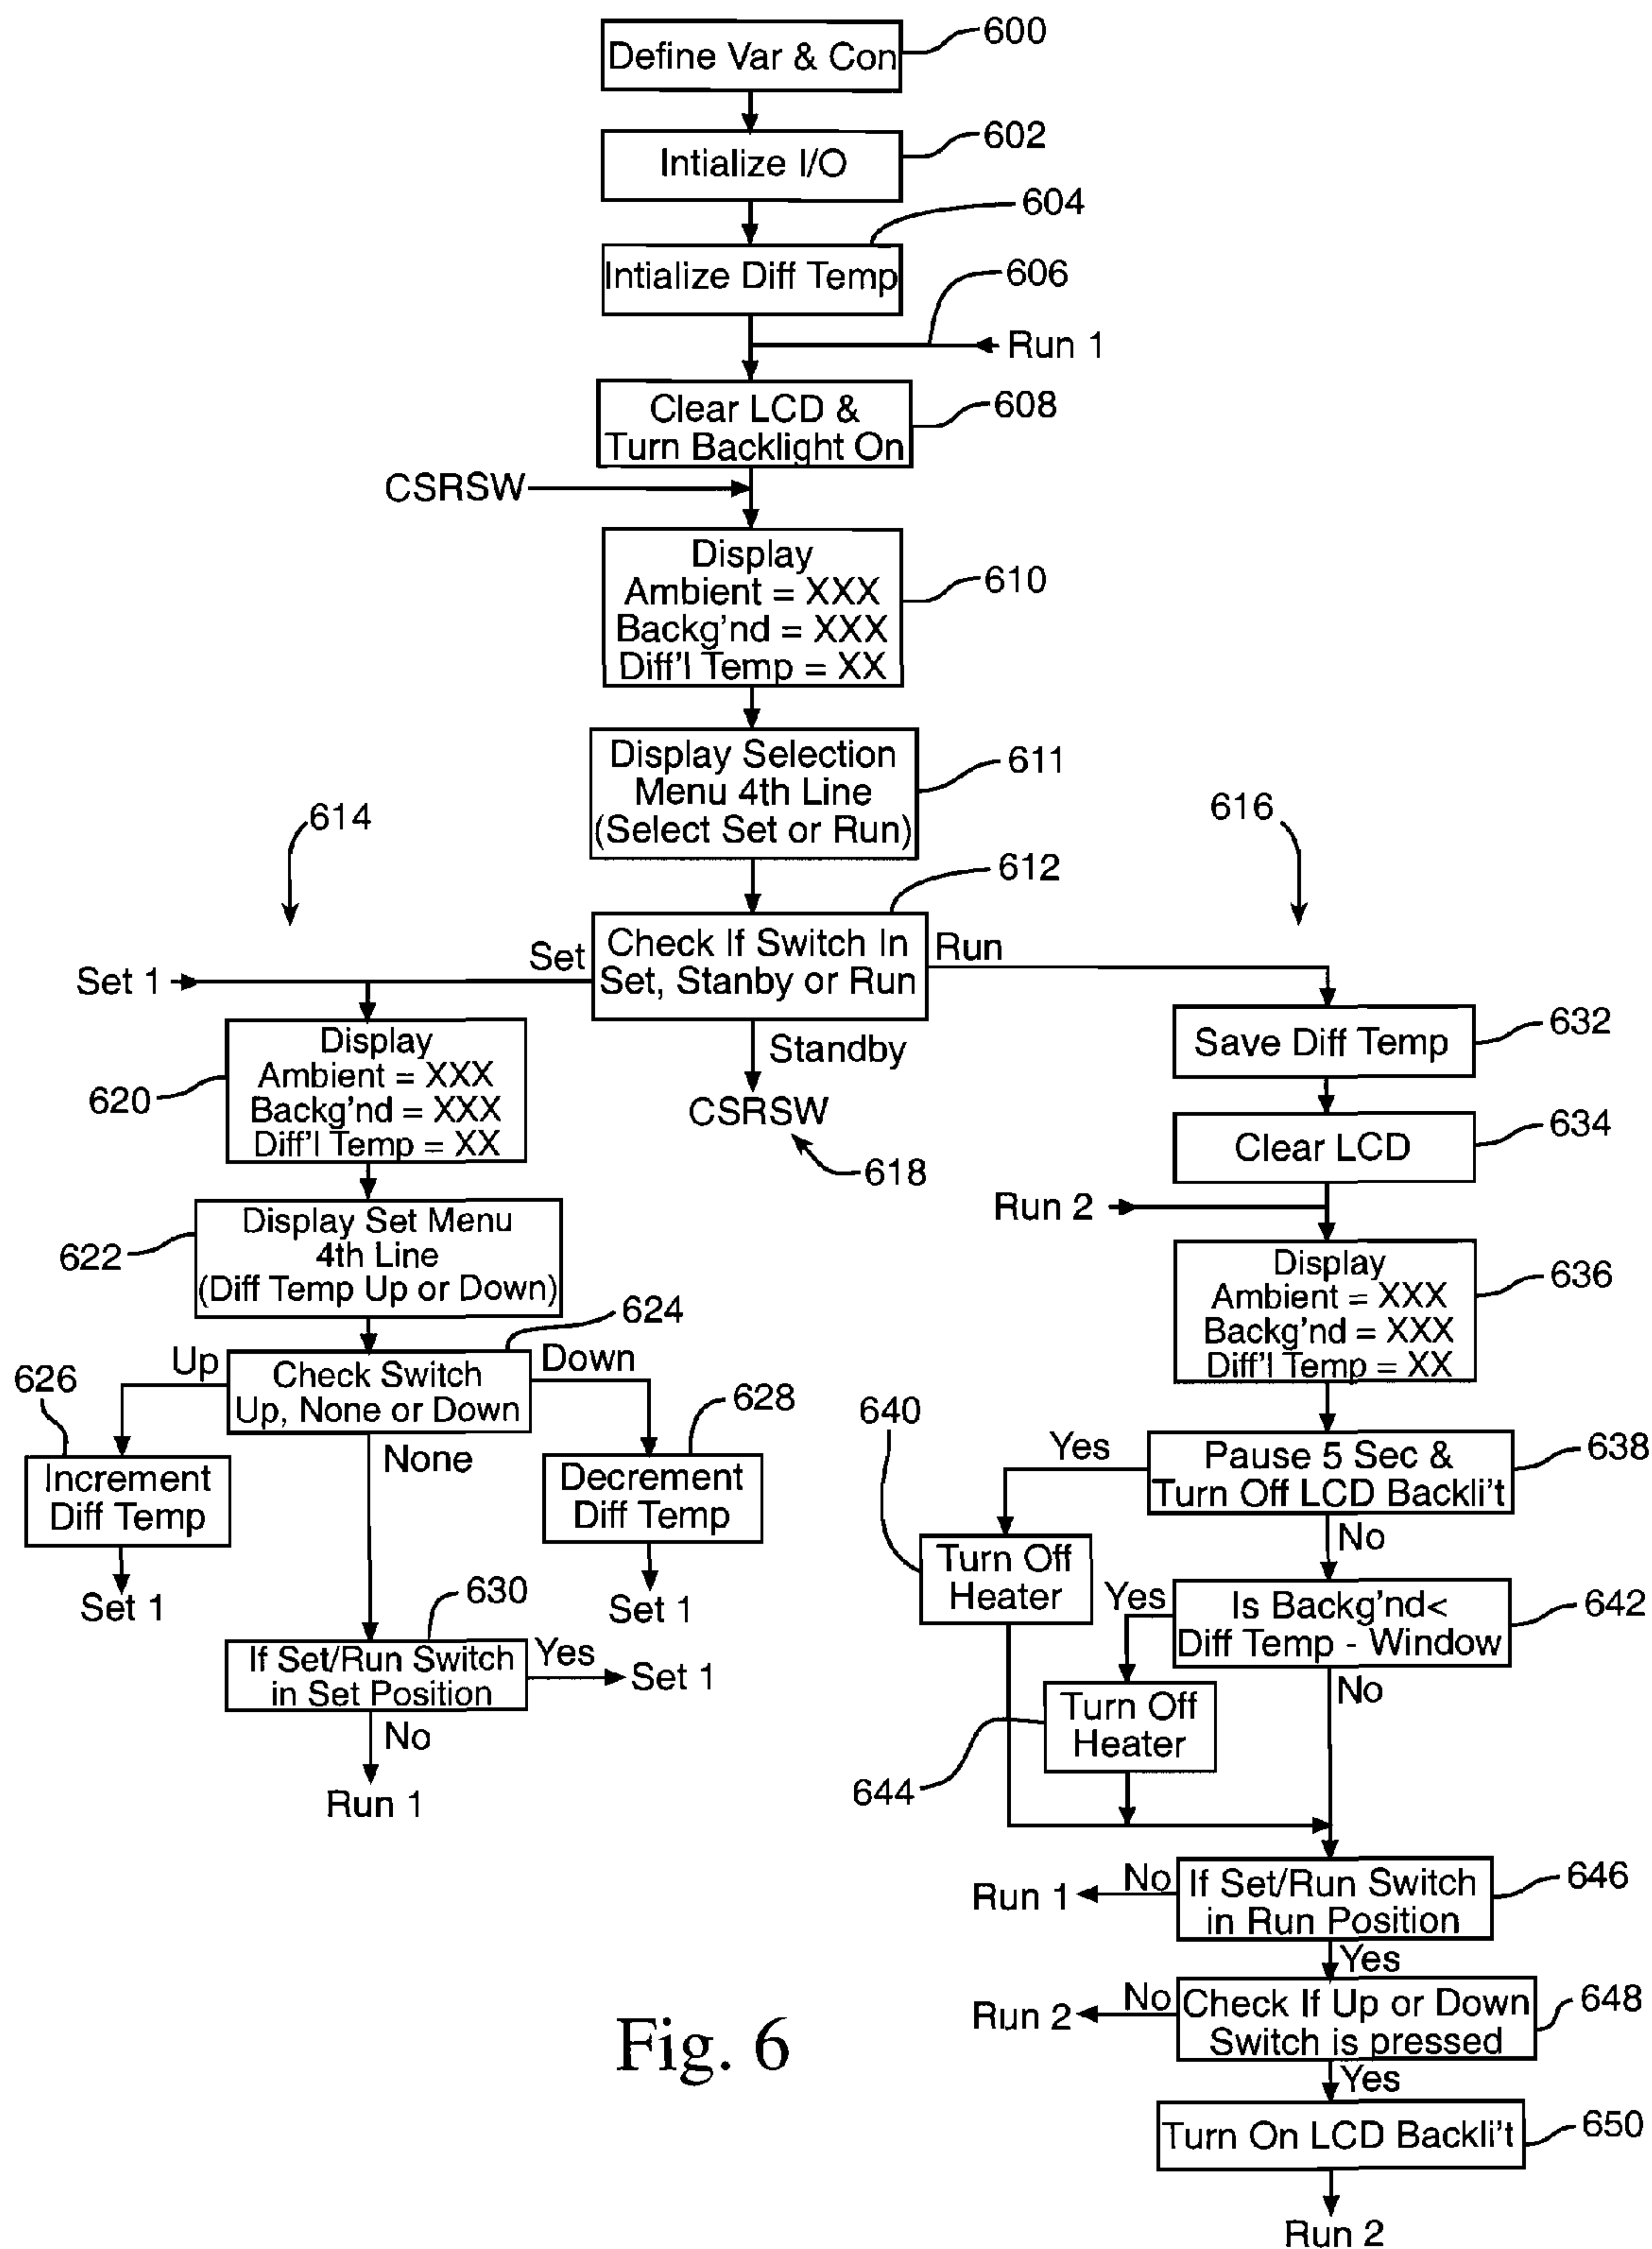 600
Define Var & Con
602
Intialize I/O
604
Intialize Diff Temp
606
Run 1
Clear LCD &
Turn Backlight On
608
CSRSW
Display
Ambient = XXX
Backg'nd = XXX
Diff'l Temp = XX
610
Display Selection
Menu 4th Line
(Select Set or Run)
611
614
616
612
Check If Switch In
Set, Stanby or Run
Set
Run
Set 1
Standby
CSRSW
618
Display
Ambient = XXX
Backg'nd = XXX
Diff'l Temp = XX
620
Display Set Menu
4th Line
(Diff Temp Up or Down)
622
624
Check Switch
Up, None or Down
Up
Down
None
626
Increment
Diff Temp
Set 1
628
Decrement
Diff Temp
Set 1
630
If Set/Run Switch
in Set Position
Yes
Set 1
No
Run 1
Save Diff Temp
632
Clear LCD
634
Run 2
Display
Ambient = XXX
Backg'nd = XXX
Diff'l Temp = XX
636
Pause 5 Sec &
Turn Off LCD Backli't
638
Yes
No
640
Turn Off
Heater
Is Backg'nd<
Diff Temp - Window
642
Yes
No
Turn Off
Heater
644
If Set/Run Switch
in Run Position
646
No
Run 1
Yes
Check If Up or Down
Switch is pressed
648
No
Run 2
Yes
Turn On LCD Backli't
650
Run 2
Fig. 6